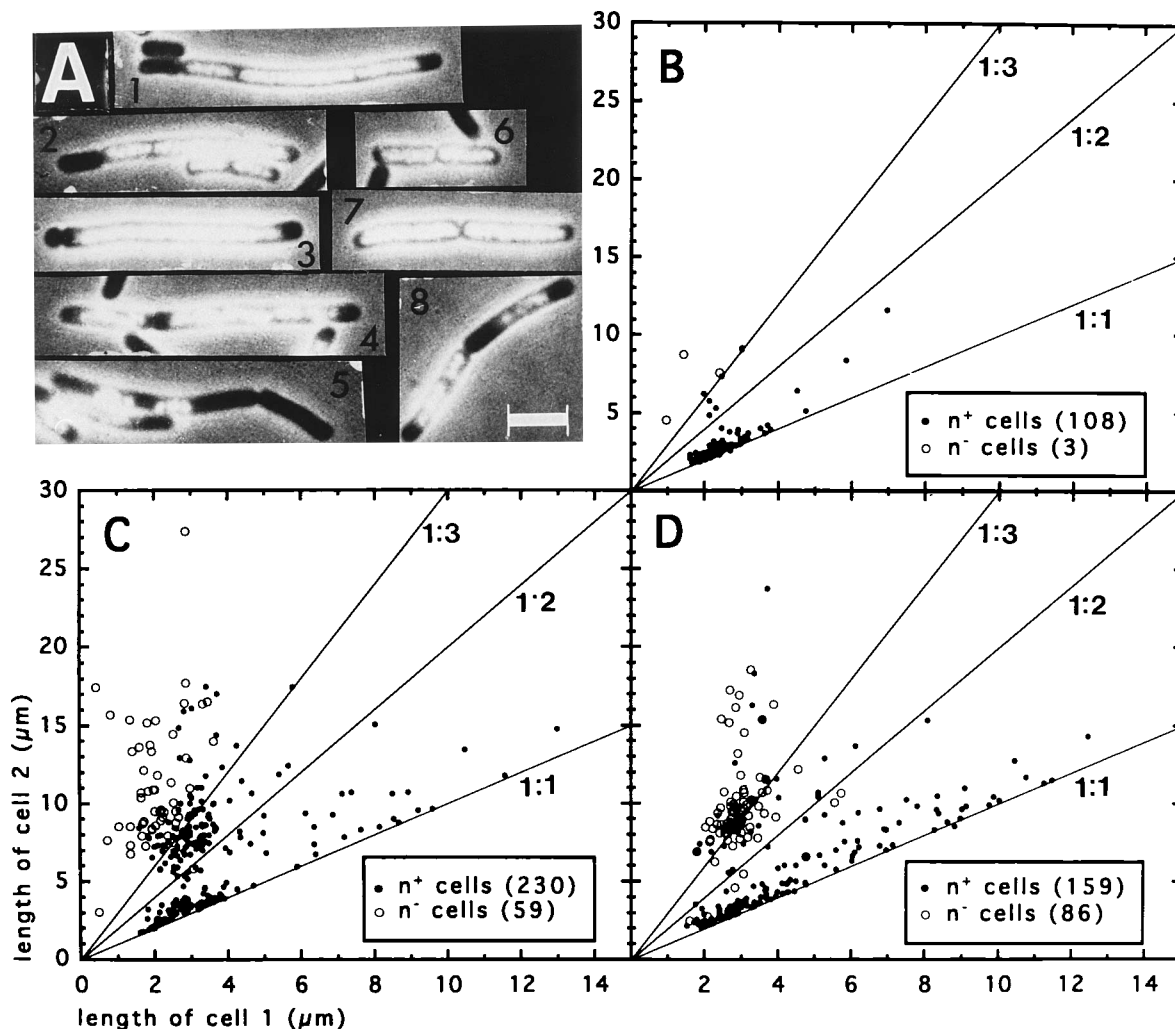 A
1
2
3
4
5
6
7
8
B
30
25
20
15
10
5
1:3
1:2
1:1
n⁺ cells (108)
n⁻ cells (3)
C
30
25
20
15
10
5
0
1:3
1:2
1:1
n⁺ cells (230)
n⁻ cells (59)
0 2 4 6 8 10 12 14
length of cell 2 (µm)
length of cell 1 (µm)
D
1:3
1:2
1:1
n⁺ cells (159)
n⁻ cells (86)
2 4 6 8 10 12 14